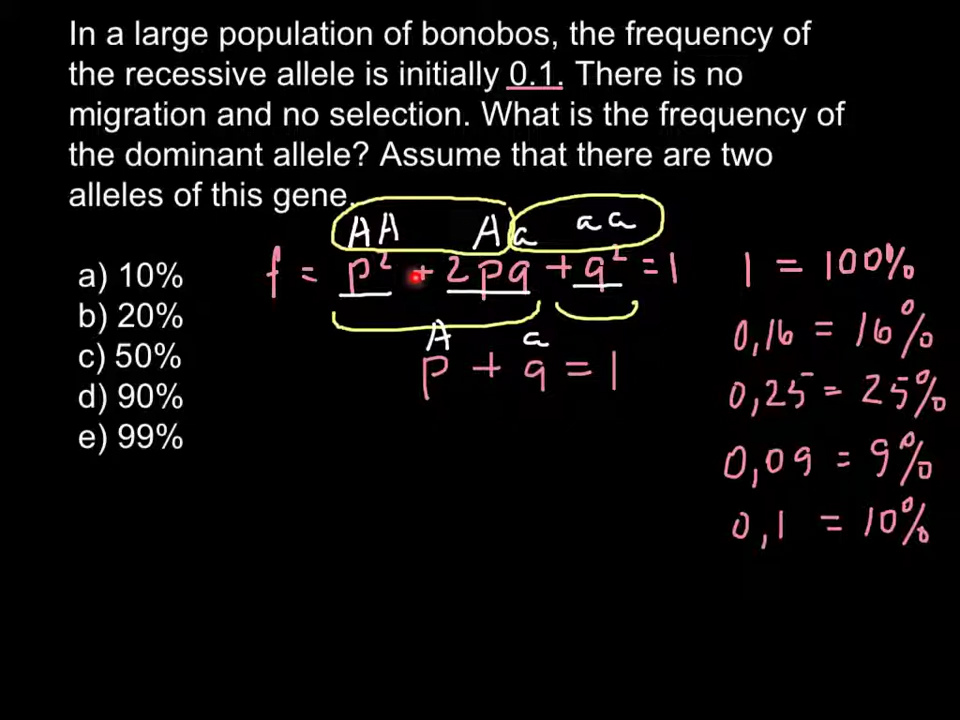 In a large population of bonobos, the frequency of
the recessive allele is initially 0.1. There is no
migration and no selection. What is the frequency of
the dominant allele? Assume that there are two
alleles of this gene.
AA Aa aa
a) 10%
b) 20%
c) 50%
d) 90%
e) 99%
f = p² + 2pq + q² = 1
A a
p + q = 1
1 = 100%
0,16 = 16%
0,25 = 25%
0,09 = 9%
0,1 = 10%